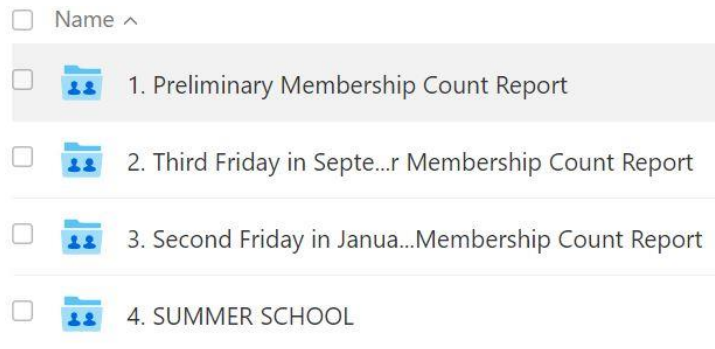 Name
1. Preliminary Membership Count Report
2. Third Friday in Septe...r Membership Count Report
3. Second Friday in Janua...Membership Count Report
4. SUMMER SCHOOL